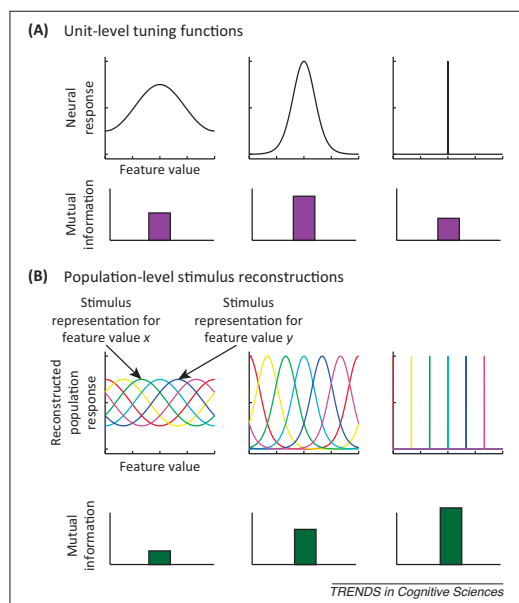 (A) Unit-level tuning functions
Neural
response
Feature value
Mutual
information
(B) Population-level stimulus reconstructions
Stimulus
representation for
feature value x
Stimulus
representation for
feature value y
Reconstructed
population
response
Feature value
Mutual
information
TRENDS in Cognitive Sciences